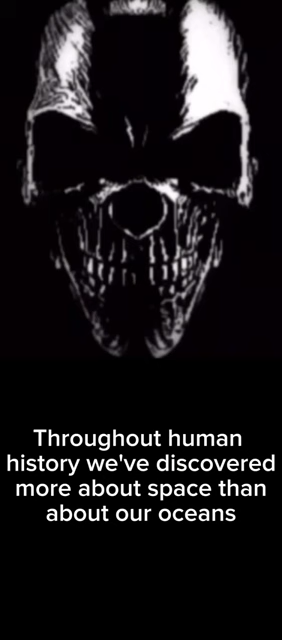 Throughout human
history we've discovered
more about space than
about our oceans